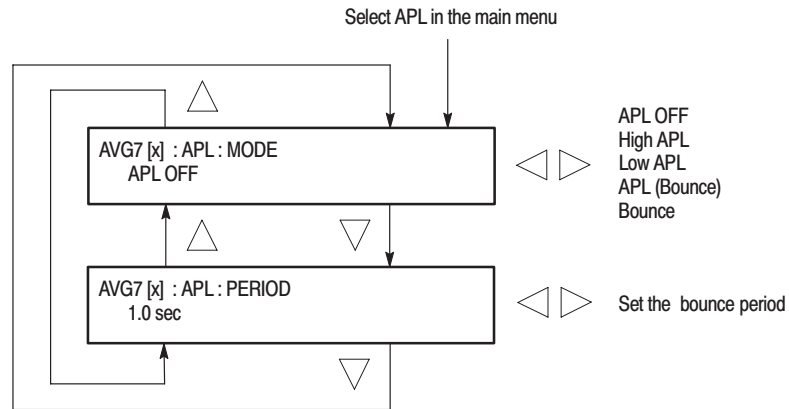 Select APL in the main menu
AVG7 [x] : APL : MODE
APL OFF
APL OFF
High APL
Low APL
APL (Bounce)
Bounce
AVG7 [x] : APL : PERIOD
1.0 sec
Set the bounce period